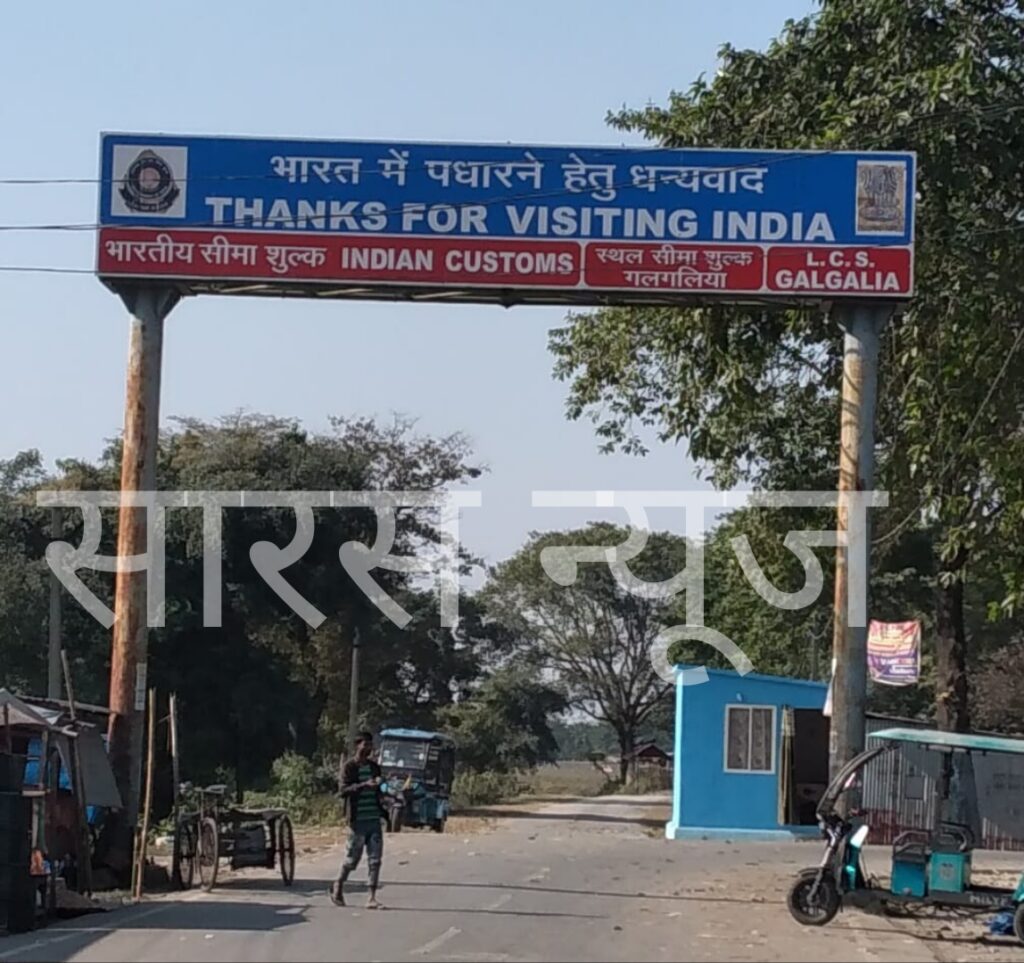 भारत में पधारने हेतु धन्यवाद
THANKS FOR VISITING INDIA
भारतीय सीमा शुल्क INDIAN CUSTOMS
स्थल सीमा शुल्क
गलगलिया
L.C.S.
GALGALIA
सारस न्यूज